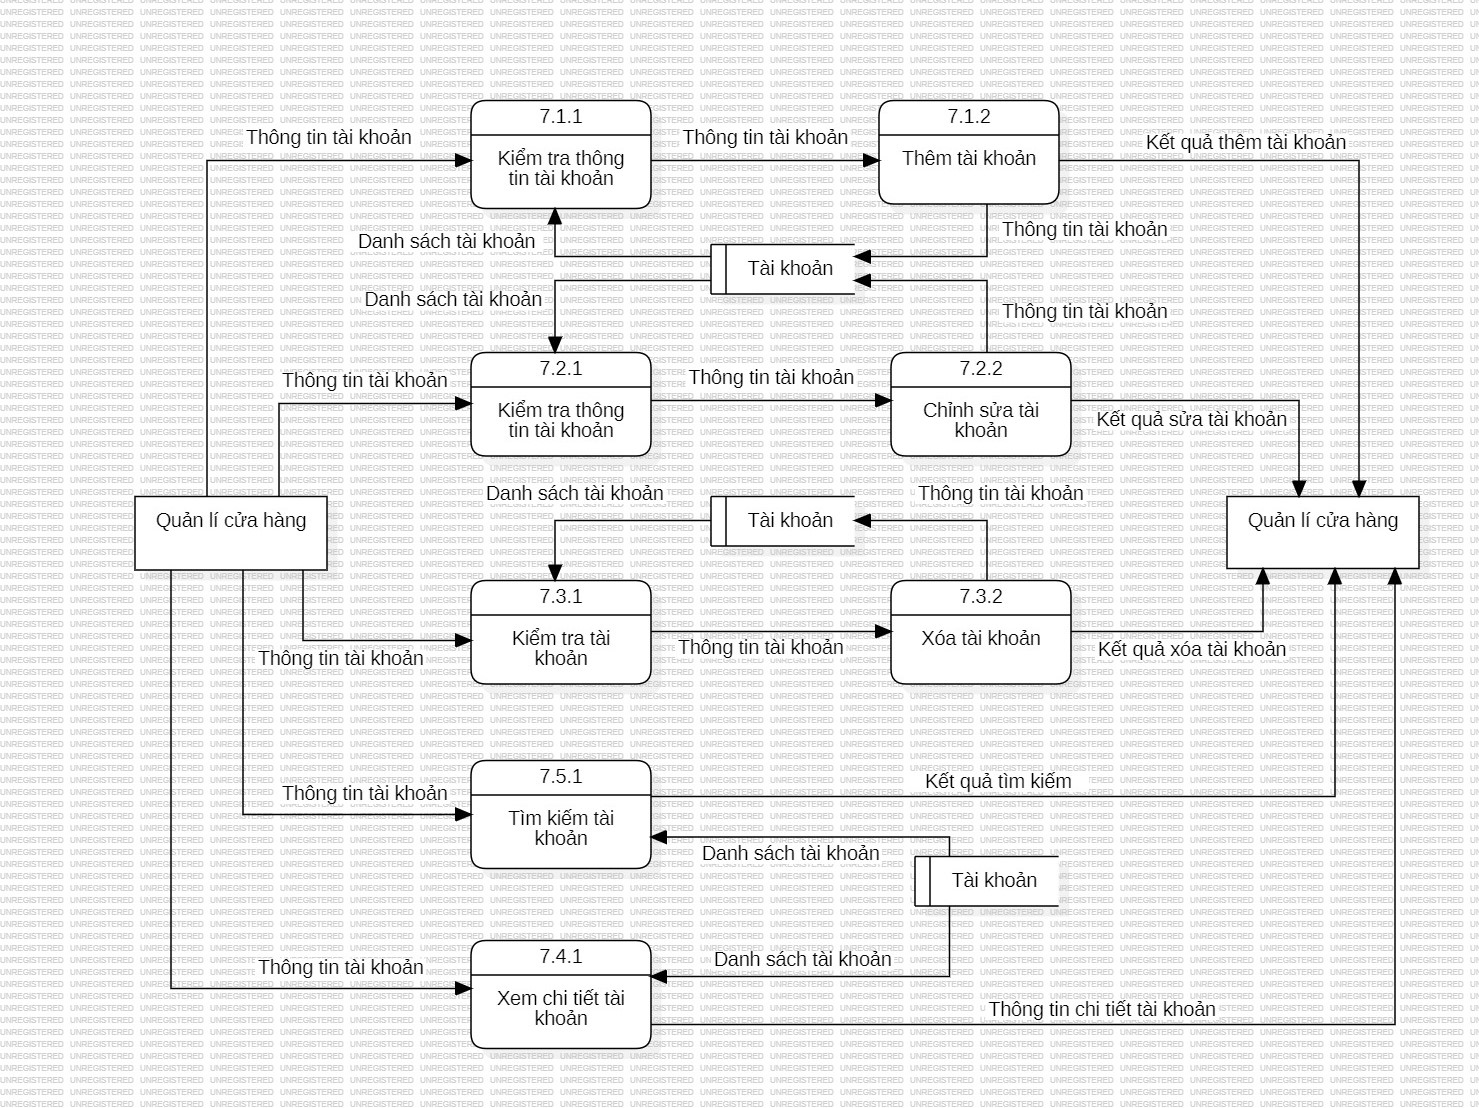 7.1.1
7.1.2
Thông tin tài khoản
Thông tin tài khoản
Kết quả thêm tài khoản
Kiểm tra thông
tin tài khoản
Thêm tài khoản
Danh sách tài khoản
Thông tin tài khoản
Tài khoản
Danh sách tài khoản
Thông tin tài khoản
7.2.1
7.2.2
Thông tin tài khoản
Thông tin tài khoản
Kiểm tra thông
tin tài khoản
Chỉnh sửa tài
khoản
Kết quả sửa tài khoản
Danh sách tài khoản
Thông tin tài khoản
Quản lí cửa hàng
Tài khoản
Quản lí cửa hàng
7.3.1
7.3.2
Kiểm tra tài
khoản
Xóa tài khoản
Thông tin tài khoản
Thông tin tài khoản
Kết quả xóa tài khoản
7.5.1
Kết quả tìm kiếm
Thông tin tài khoản
Tìm kiếm tài
khoản
Danh sách tài khoản
Tài khoản
7.4.1
Thông tin tài khoản
Danh sách tài khoản
Xem chi tiết tài
khoản
Thông tin chi tiết tài khoản
UNREGISTERED